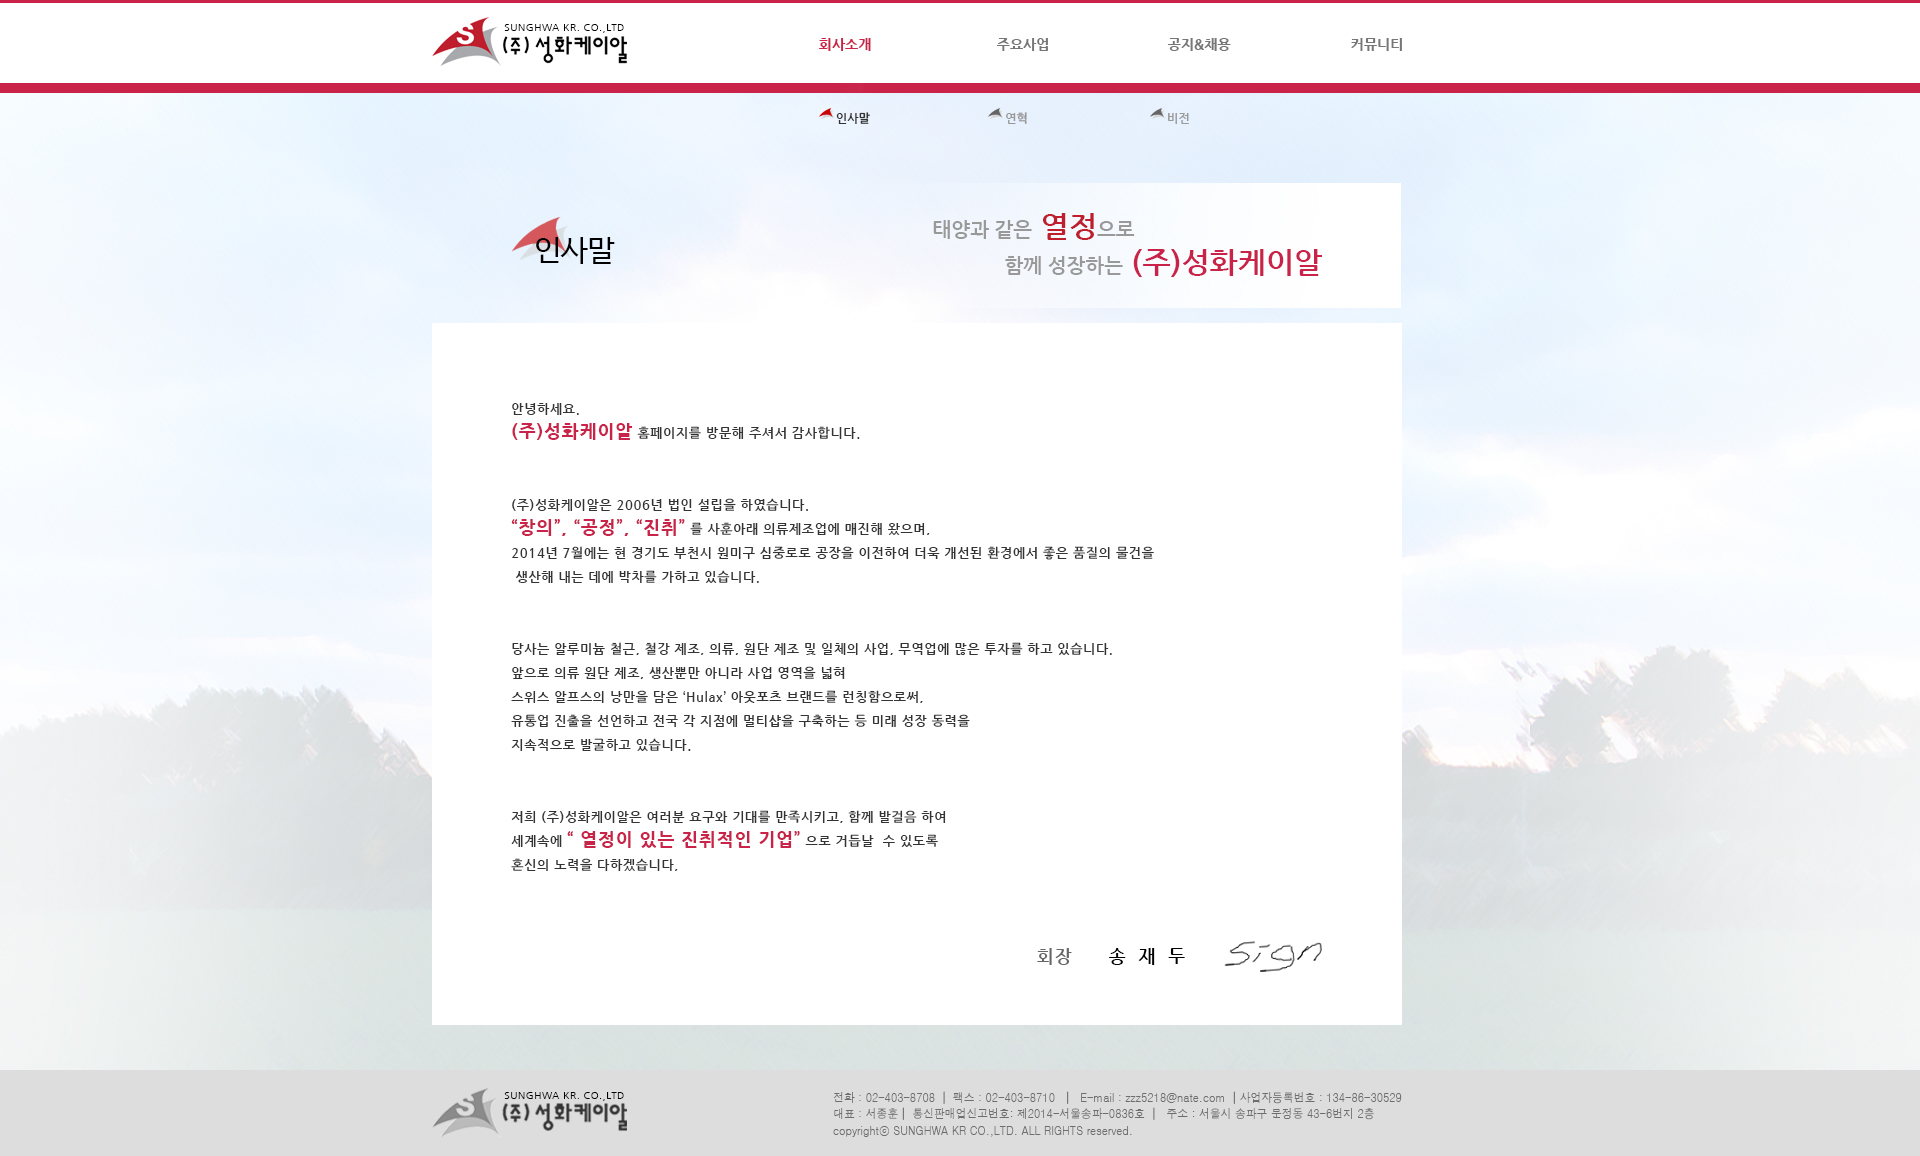 SUNGHWA KR. CO.,LTD
(주) 성화케이알
회사소개 주요사업 공지&채용 커뮤니티
인사말 연혁 비전
인사말
태양과 같은 열정으로
함께 성장하는 (주)성화케이알
안녕하세요.
(주)성화케이알 홈페이지를 방문해 주셔서 감사합니다.
(주)성화케이알은 2006년 법인 설립을 하였습니다.
“창의”, “공정”, “진취” 를 사훈아래 의류제조업에 매진해 왔으며,
2014년 7월에는 현 경기도 부천시 원미구 심중로로 공장을 이전하여 더욱 개선된 환경에서 좋은 품질의 물건을
생산해 내는 데에 박차를 가하고 있습니다.
당사는 알루미늄 철근, 철강 제조, 의류, 원단 제조 및 일체의 사업, 무역업에 많은 투자를 하고 있습니다.
앞으로 의류 원단 제조, 생산뿐만 아니라 사업 영역을 넓혀
스위스 알프스의 낭만을 담은 ‘Hulax’ 아웃포츠 브랜드를 런칭함으로써,
유통업 진출을 선언하고 전국 각 지점에 멀티샵을 구축하는 등 미래 성장 동력을
지속적으로 발굴하고 있습니다.
저희 (주)성화케이알은 여러분 요구와 기대를 만족시키고, 함께 발걸음 하여
세계속에 “ 열정이 있는 진취적인 기업” 으로 거듭날 수 있도록
혼신의 노력을 다하겠습니다,
회장 송 재 두 Sign
SUNGHWA KR. CO.,LTD
(주) 성화케이알
전화 : 02-403-8708 | 팩스 : 02-403-8710 | E-mail : zzz5218@nate.com | 사업자등록번호 : 134-86-30529
대표 : 서종훈 | 통신판매업신고번호: 제2014-서울송파-0836호 | 주소 : 서울시 송파구 문정동 43-6번지 2층
copyrightⓒ SUNGHWA KR CO.,LTD. ALL RIGHTS reserved.